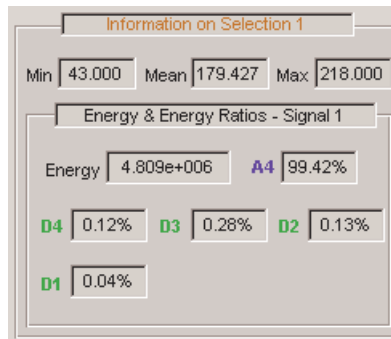 Information on Selection 1
Min 43.000 Mean 179.427 Max 218.000
Energy & Energy Ratios - Signal 1
Energy 4.809e+006 A4 99.42%
D4 0.12% D3 0.28% D2 0.13%
D1 0.04%